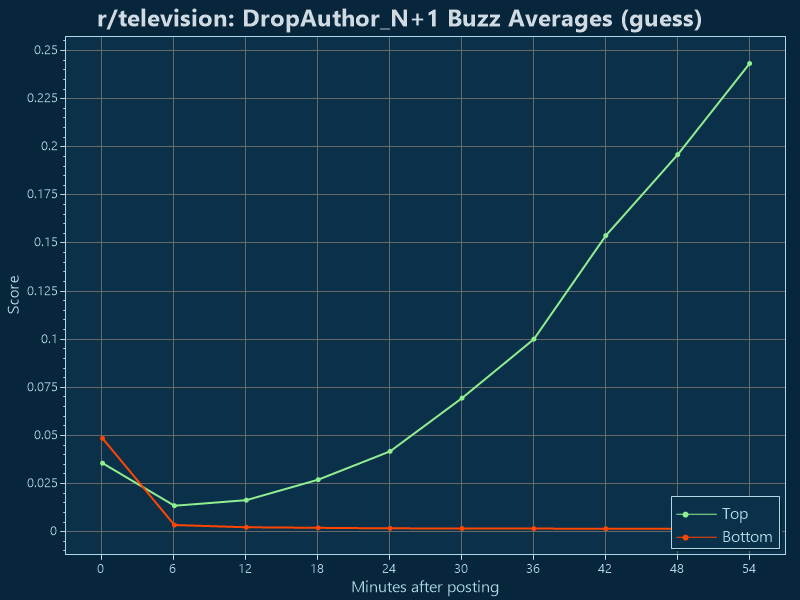 r/television: DropAuthor_N+1 Buzz Averages (guess)
Score
0.25
0.225
0.2
0.175
0.15
0.125
0.1
0.075
0.05
0.025
0
Top
Bottom
0 6 12 18 24 30 36 42 48 54
Minutes after posting